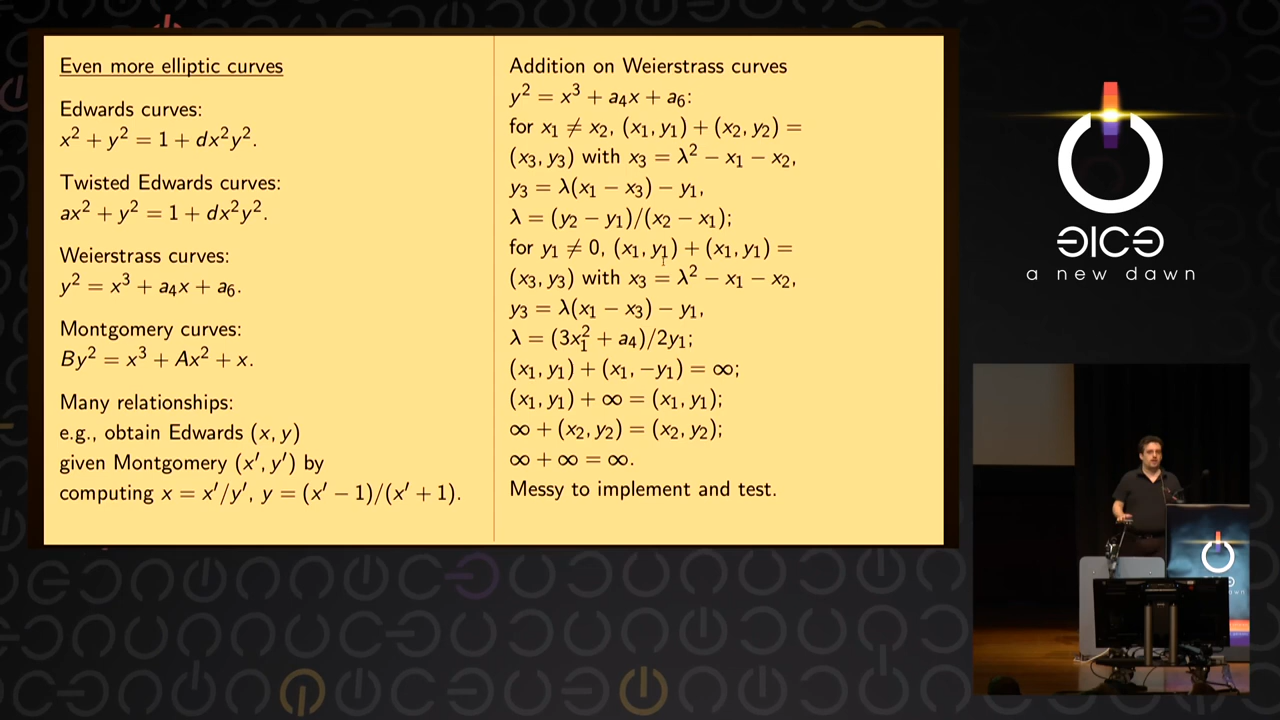 Even more elliptic curves
Edwards curves:
x² + y² = 1 + dx²y².
Twisted Edwards curves:
ax² + y² = 1 + dx²y².
Weierstrass curves:
y² = x³ + a₄x + a₆.
Montgomery curves:
By² = x³ + Ax² + x.
Many relationships:
e.g., obtain Edwards (x, y)
given Montgomery (x′, y′) by
computing x = x′/y′, y = (x′ − 1)/(x′ + 1).
Addition on Weierstrass curves
y² = x³ + a₄x + a₆:
for x₁ ≠ x₂, (x₁, y₁) + (x₂, y₂) =
(x₃, y₃) with x₃ = λ² − x₁ − x₂,
y₃ = λ(x₁ − x₃) − y₁,
λ = (y₂ − y₁)/(x₂ − x₁);
for y₁ ≠ 0, (x₁, y₁) + (x₁, y₁) =
(x₃, y₃) with x₃ = λ² − x₁ − x₂,
y₃ = λ(x₁ − x₃) − y₁,
λ = (3x₁² + a₄)/2y₁;
(x₁, y₁) + (x₁, −y₁) = ∞;
(x₁, y₁) + ∞ = (x₁, y₁);
∞ + (x₂, y₂) = (x₂, y₂);
∞ + ∞ = ∞.
Messy to implement and test.
a new dawn